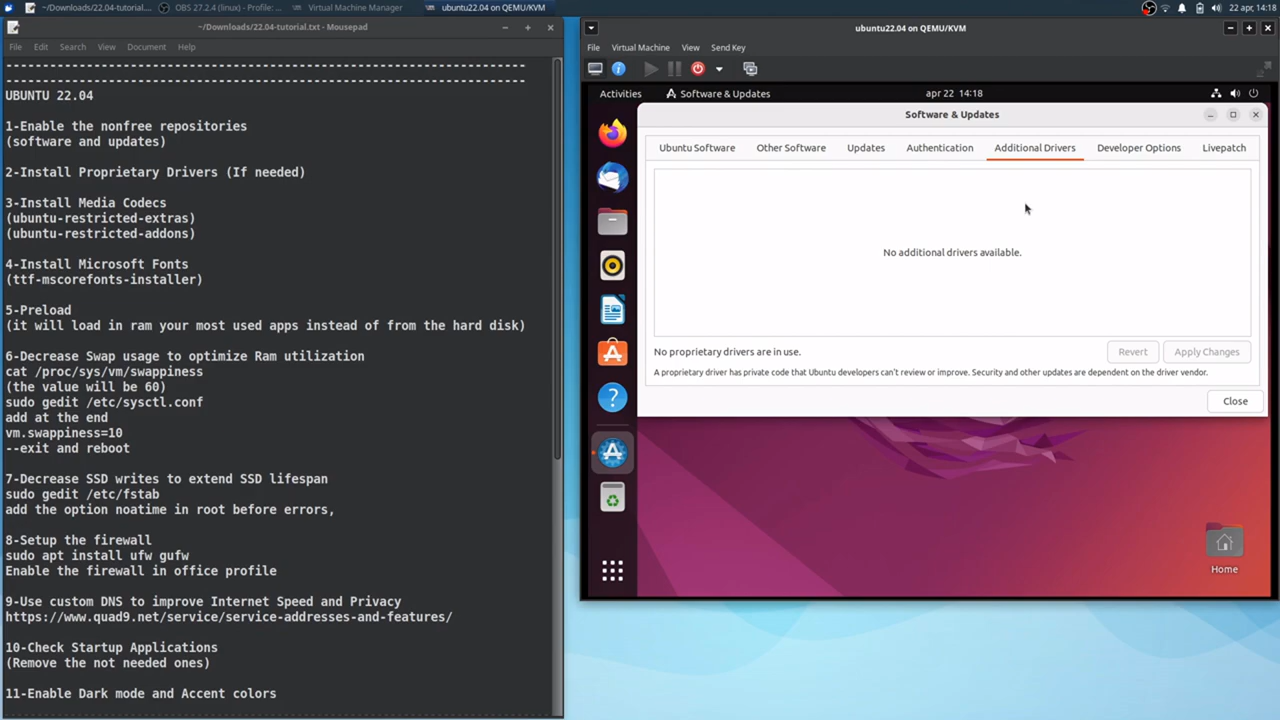 ~/Downloads/22.04-tutorial....
OBS 27.2.4 (linux) - Profile: ...
Virtual Machine Manager
ubuntu22.04 on QEMU/KVM
22 apr, 14:18
~/Downloads/22.04-tutorial.txt - Mousepad
File Edit Search View Document Help
--------------------------------------------------------------
--------------------------------------------------------------
UBUNTU 22.04
1-Enable the nonfree repositories
(software and updates)
2-Install Proprietary Drivers (If needed)
3-Install Media Codecs
(ubuntu-restricted-extras)
(ubuntu-restricted-addons)
4-Install Microsoft Fonts
(ttf-mscorefonts-installer)
5-Preload
(it will load in ram your most used apps instead of from the hard disk)
6-Decrease Swap usage to optimize Ram utilization
cat /proc/sys/vm/swappiness
(the value will be 60)
sudo gedit /etc/sysctl.conf
add at the end
vm.swappiness=10
--exit and reboot
7-Decrease SSD writes to extend SSD lifespan
sudo gedit /etc/fstab
add the option noatime in root before errors,
8-Setup the firewall
sudo apt install ufw gufw
Enable the firewall in office profile
9-Use custom DNS to improve Internet Speed and Privacy
https://www.quad9.net/service/service-addresses-and-features/
10-Check Startup Applications
(Remove the not needed ones)
11-Enable Dark mode and Accent colors
ubuntu22.04 on QEMU/KVM
File Virtual Machine View Send Key
Activities
Software & Updates
apr 22 14:18
Software & Updates
Ubuntu Software
Other Software
Updates
Authentication
Additional Drivers
Developer Options
Livepatch
No additional drivers available.
No proprietary drivers are in use.
Revert
Apply Changes
A proprietary driver has private code that Ubuntu developers can't review or improve. Security and other updates are dependent on the driver vendor.
Close
Home